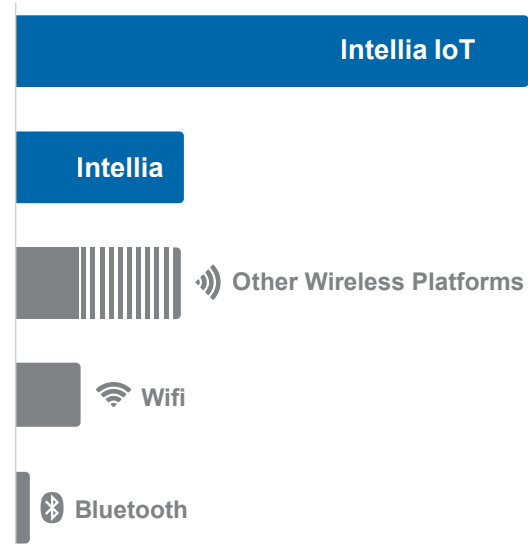 Intellia IoT
Intellia
Other Wireless Platforms
Wifi
Bluetooth